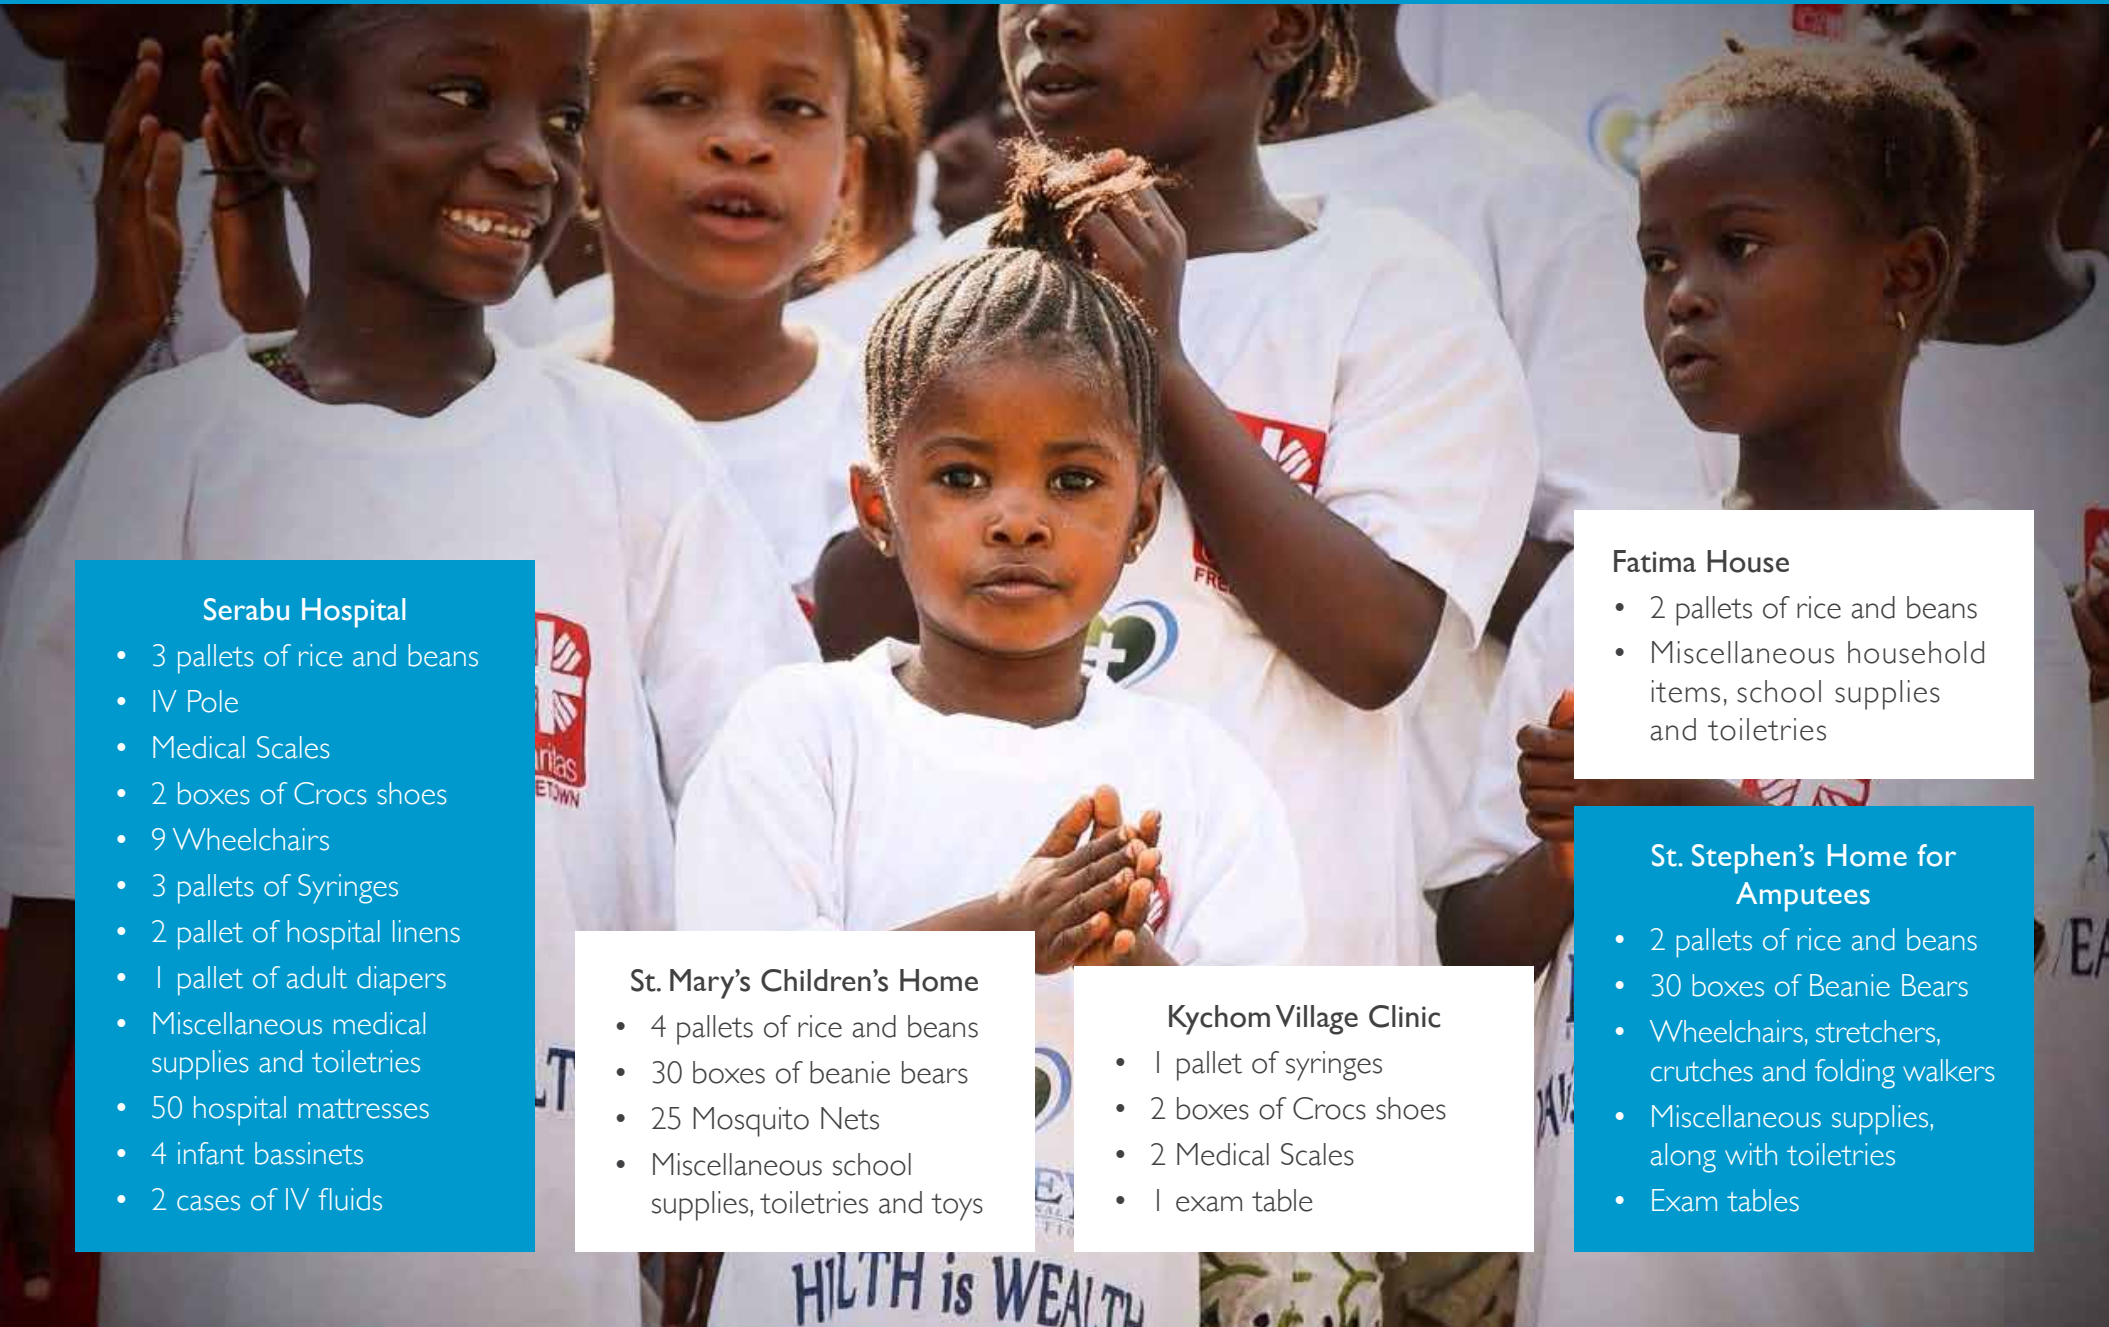 Serabu Hospital
• 3 pallets of rice and beans
• IV Pole
• Medical Scales
• 2 boxes of Crocs shoes
• 9 Wheelchairs
• 3 pallets of Syringes
• 2 pallet of hospital linens
• 1 pallet of adult diapers
• Miscellaneous medical
supplies and toiletries
• 50 hospital mattresses
• 4 infant bassinets
• 2 cases of IV fluids
St. Mary's Children's Home
• 4 pallets of rice and beans
• 30 boxes of beanie bears
• 25 Mosquito Nets
• Miscellaneous school
supplies, toiletries and toys
Kychom Village Clinic
• 1 pallet of syringes
• 2 boxes of Crocs shoes
• 2 Medical Scales
• 1 exam table
Fatima House
• 2 pallets of rice and beans
• Miscellaneous household
items, school supplies
and toiletries
St. Stephen's Home for
Amputees
• 2 pallets of rice and beans
• 30 boxes of Beanie Bears
• Wheelchairs, stretchers,
crutches and folding walkers
• Miscellaneous supplies,
along with toiletries
• Exam tables
is WEALTH